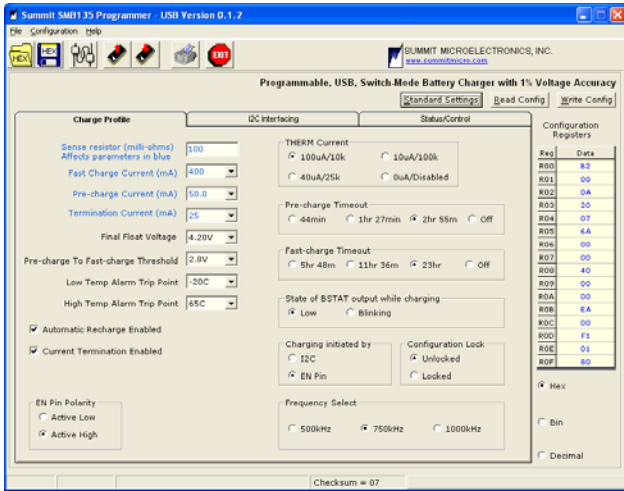 Summit SMB135 Programmer - USB Version 0.1.2
File Configuration Help
HEX HEX EXIT
SUMMIT MICROELECTRONICS, INC.
www.summitmicro.com
Programmable, USB, Switch-Mode Battery Charger with 1% Voltage Accuracy
Standard Settings Read Config Write Config
Charge Profile I2C Interfacing Status/Control
Sense resistor (milli-ohms) 100
Affects parameters in blue
Fast Charge Current (mA) 400
Pre-charge Current (mA) 50.0
Termination Current (mA) 25
Final Float Voltage 4.20V
Pre-charge To Fast-charge Threshold 2.8V
Low Temp Alarm Trip Point -20C
High Temp Alarm Trip Point 65C
Automatic Recharge Enabled
Current Termination Enabled
EN Pin Polarity
Active Low
Active High
THERM Current
100uA/10k 10uA/100k
40uA/25k 0uA/Disabled
Pre-charge Timeout
44min 1hr 27min 2hr 55m Off
Fast-charge Timeout
5hr 48m 11hr 36m 23hr Off
State of BSTAT output while charging
Low Blinking
Charging initiated by
I2C
EN Pin
Configuration Lock
Unlocked
Locked
Frequency Select
500kHz 750kHz 1000kHz
Configuration
Registers
Reg Data
R00 B2
R01 00
R02 0A
R03 20
R04 07
R05 6A
R06 00
R07 00
R00 40
R09 00
R0A 00
R0B EA
R0C 00
R0D F1
R0E 01
R0F 80
Hex
Bin
Decimal
Checksum = 07